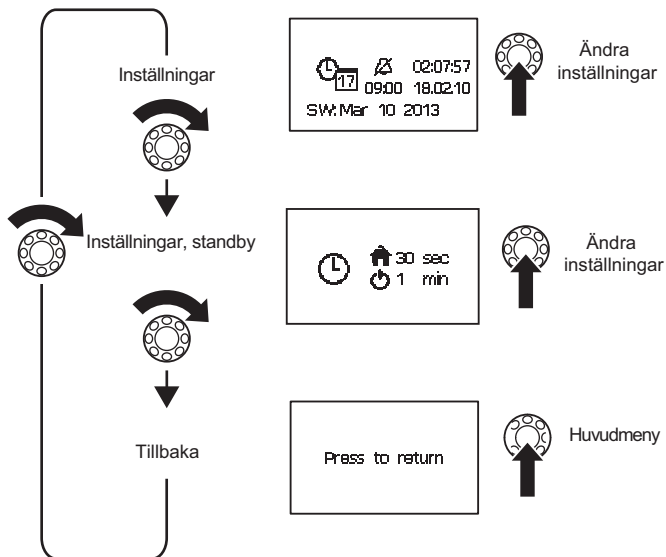 Inställningar
17
02:07:57
09:00 18.02.10
SW:Mar 10 2013
Ändra
inställningar
Inställningar, standby
30 sec
1 min
Ändra
inställningar
Tillbaka
Press to return
Huvudmeny